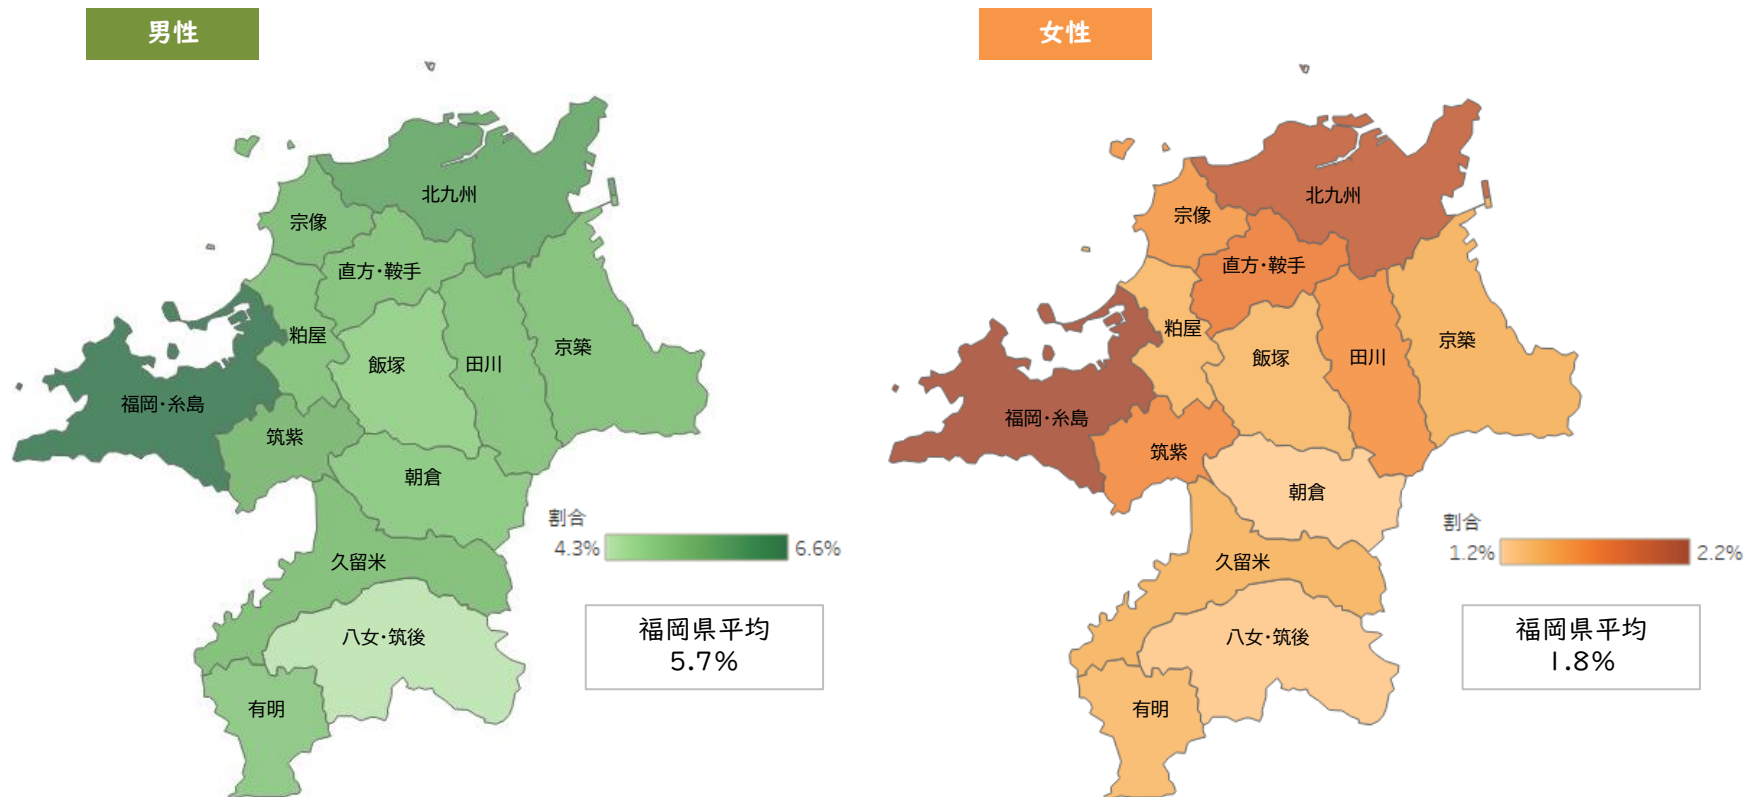 男性
北九州
宗像
直方・鞍手
粕屋
飯塚
田川
京築
福岡・糸島
筑紫
朝倉
久留米
八女・筑後
有明
割合
4.3%
6.6%
福岡県平均
5.7%
女性
北九州
宗像
直方・鞍手
粕屋
飯塚
田川
京築
福岡・糸島
筑紫
朝倉
久留米
八女・筑後
有明
割合
1.2%
2.2%
福岡県平均
1.8%